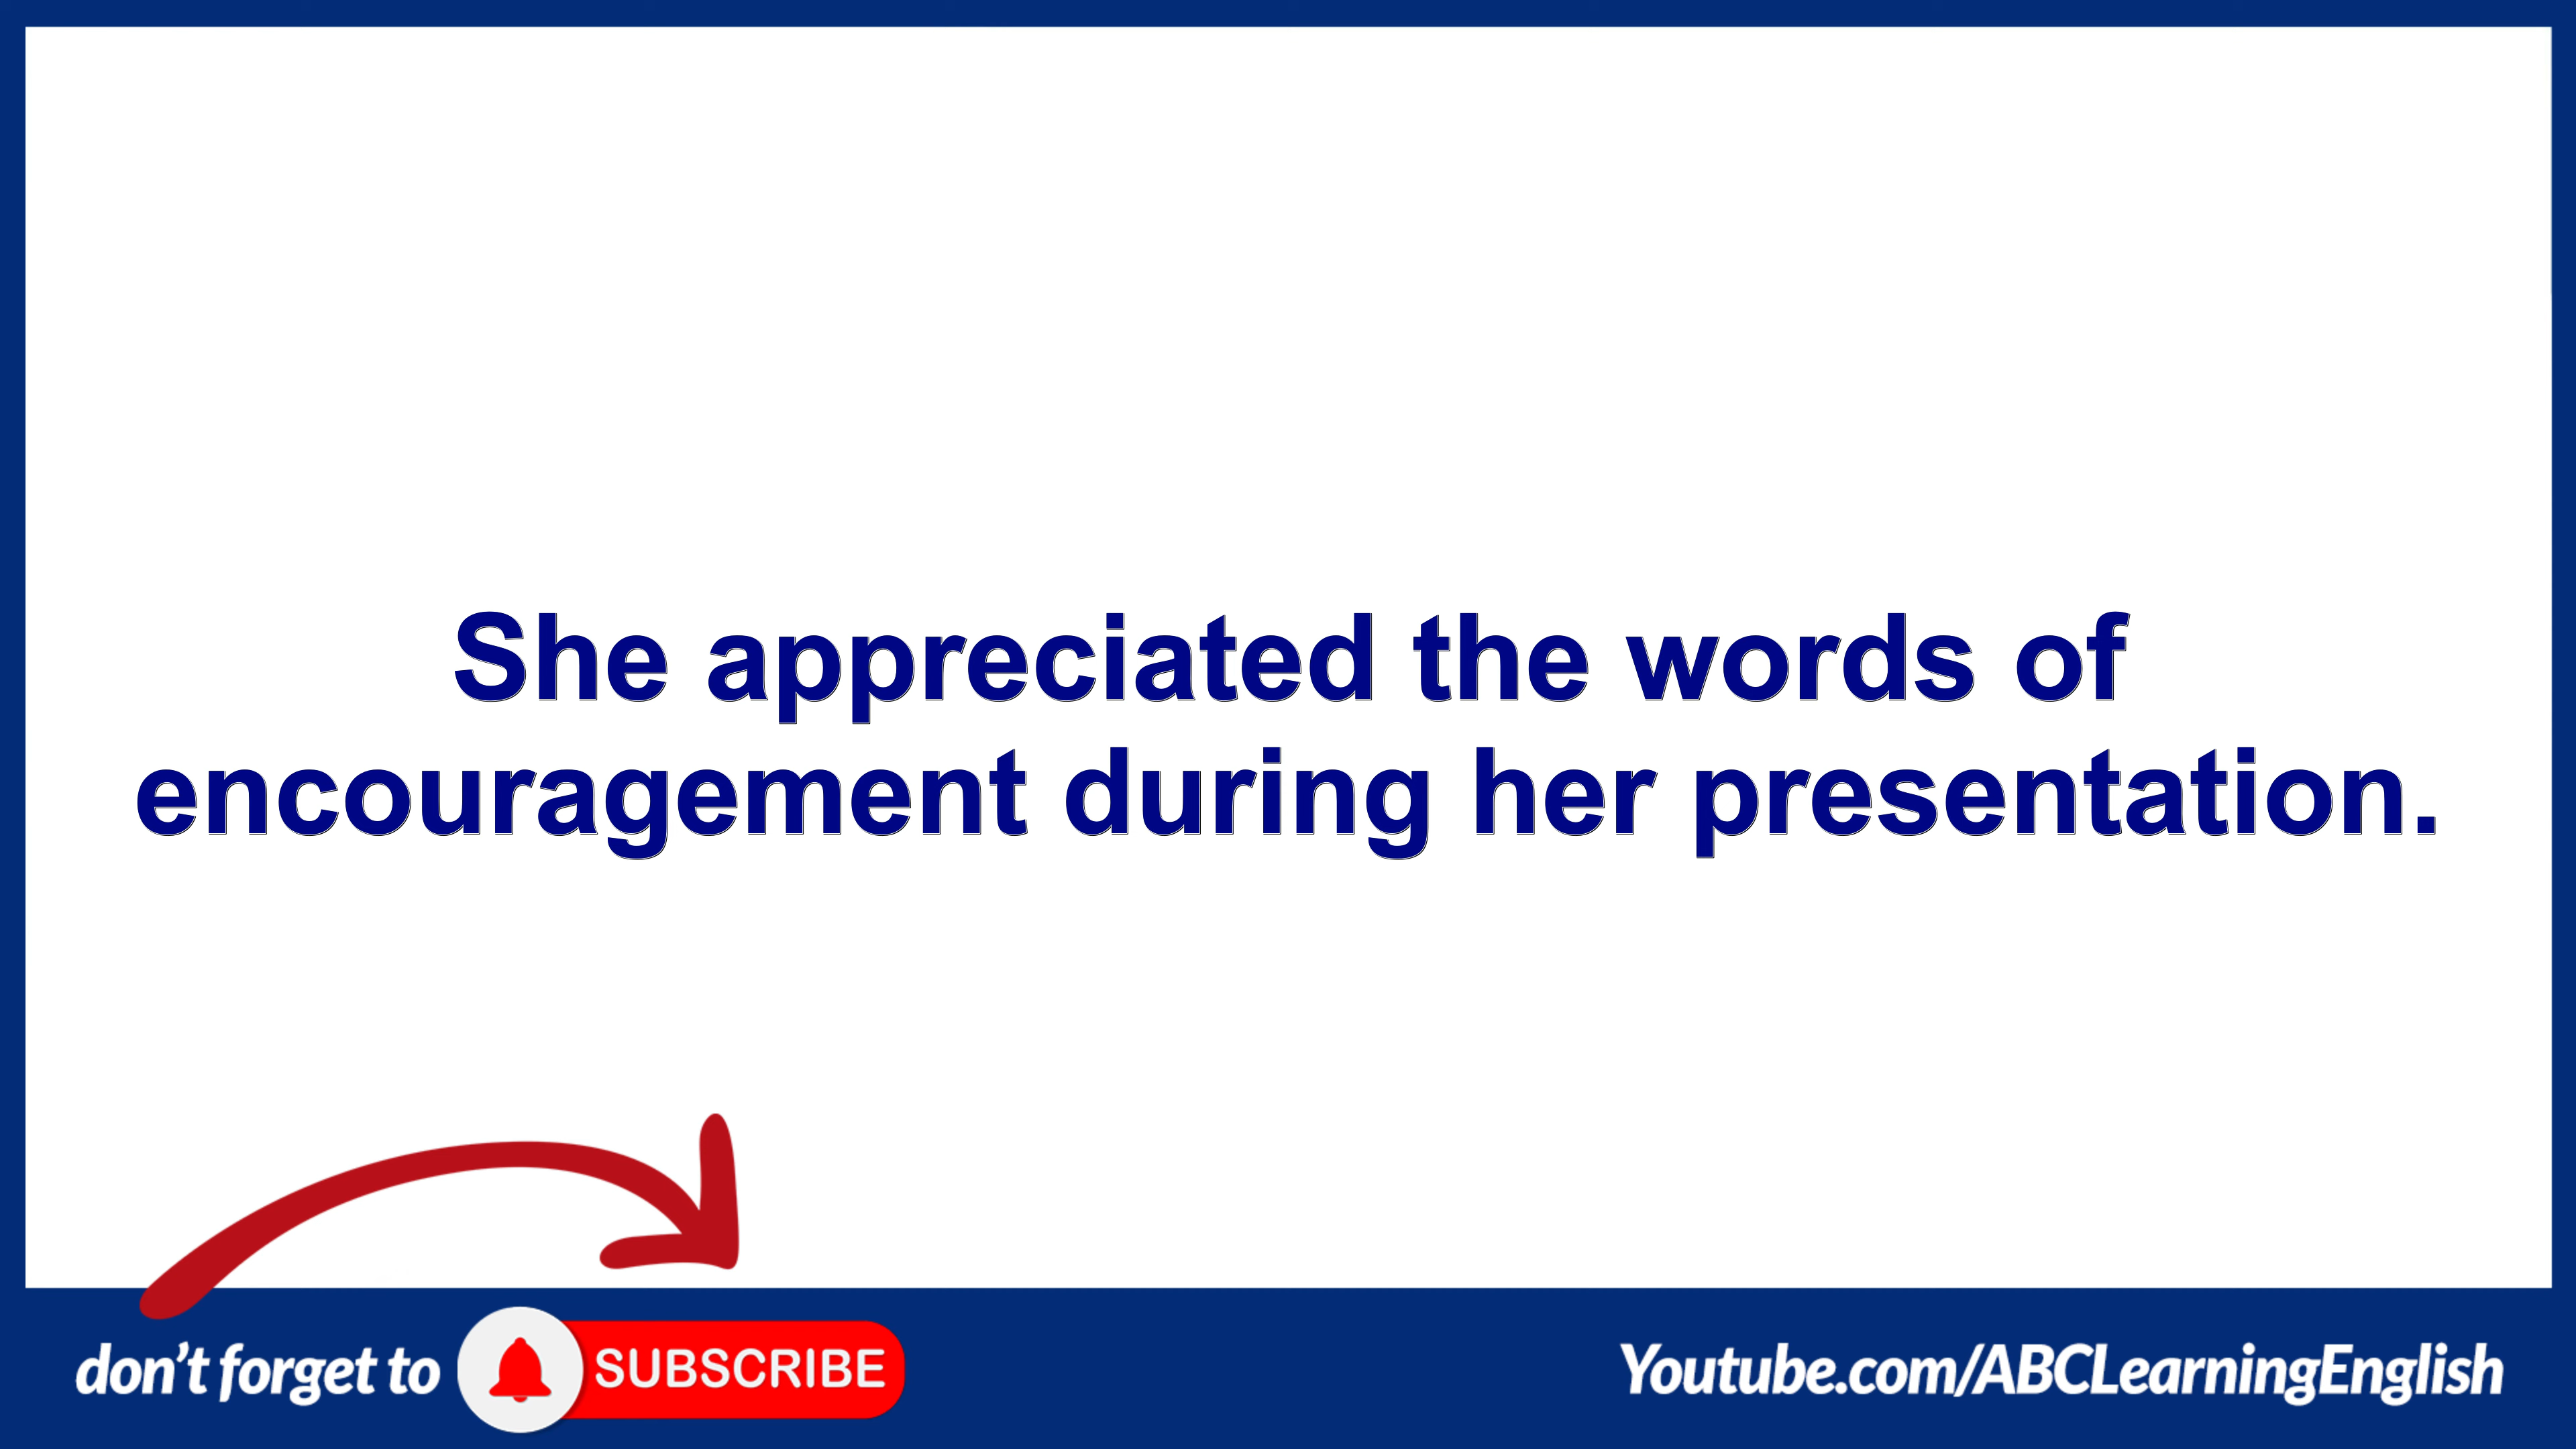 She appreciated the words of
encouragement during her presentation.
don't forget to SUBSCRIBE
Youtube.com/ABCLearningEnglish